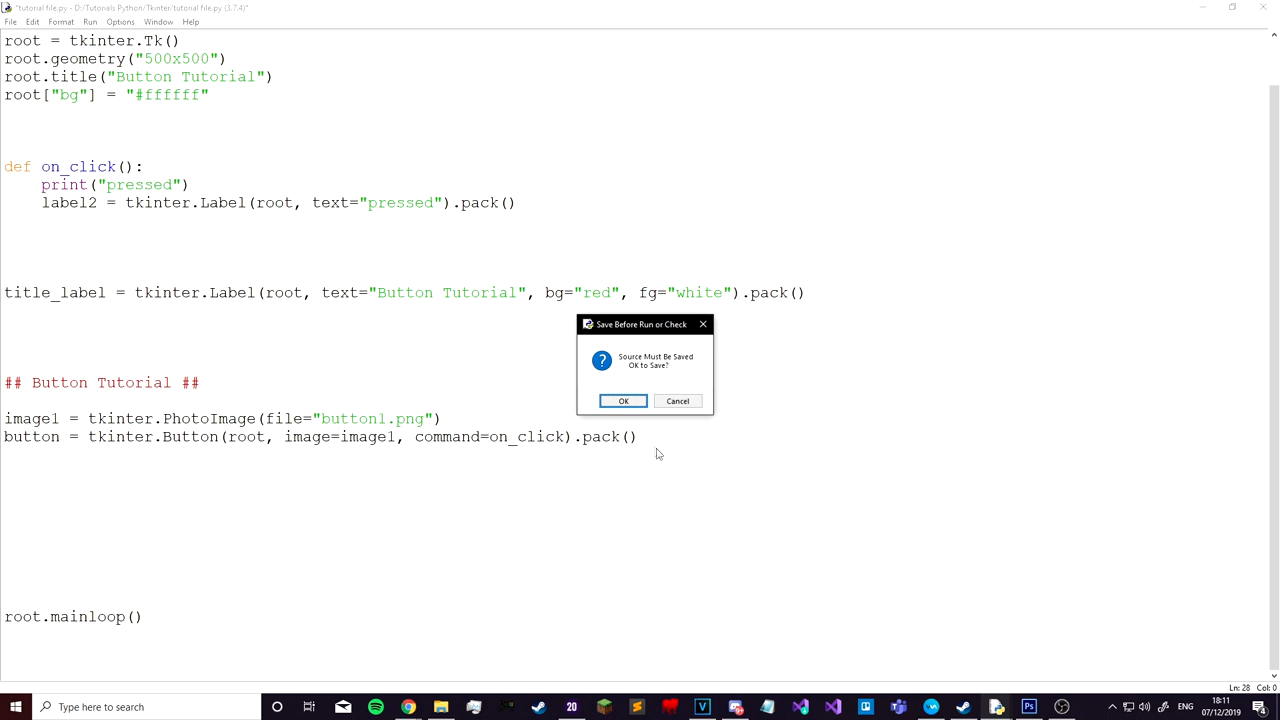 *tutorial file.py - D:/Tutorials Python/Tkinter/tutorial file.py (3.7.4)*
File Edit Format Run Options Window Help
root = tkinter.Tk()
root.geometry("500x500")
root.title("Button Tutorial")
root["bg"] = "#ffffff"
def on_click():
    print("pressed")
    label2 = tkinter.Label(root, text="pressed").pack()
title_label = tkinter.Label(root, text="Button Tutorial", bg="red", fg="white").pack()
Save Before Run or Check
Source Must Be Saved
OK to Save?
OK Cancel
## Button Tutorial ##
image1 = tkinter.PhotoImage(file="button1.png")
button = tkinter.Button(root, image=image1, command=on_click).pack()
root.mainloop()
Ln: 28 Col: 0
Type here to search
20
ENG
18:11
07/12/2019